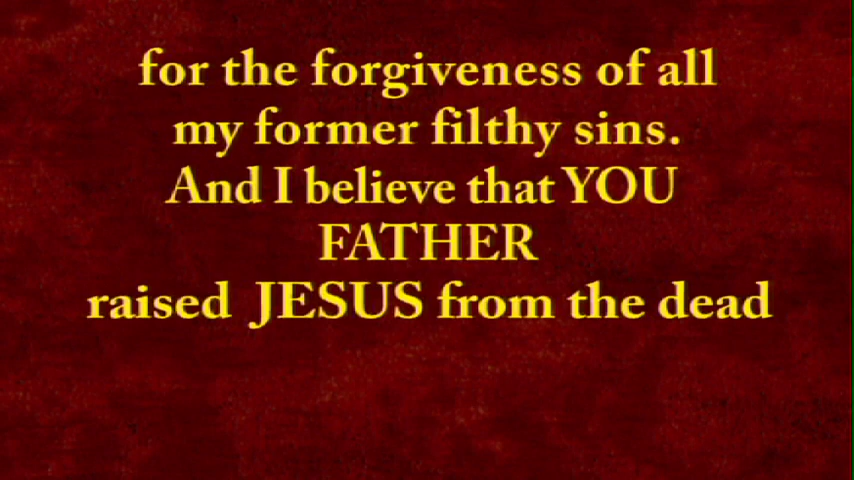 for the forgiveness of all
my former filthy sins.
And I believe that YOU
FATHER
raised JESUS from the dead